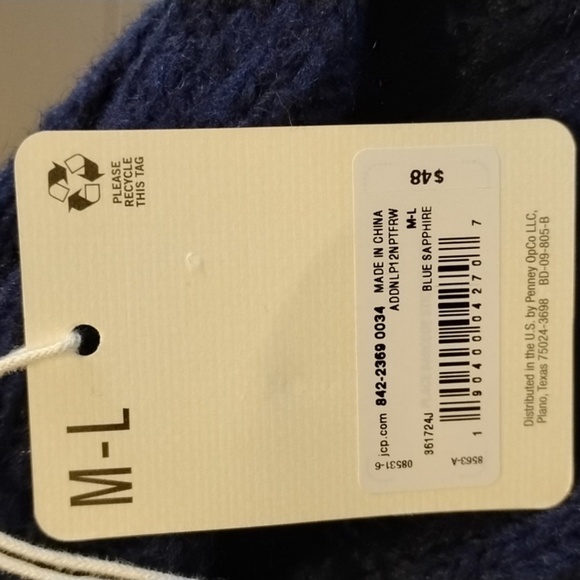 PLEASE
RECYCLE
THIS TAG
M-L
$48
jcp.com 842-2369 0034 MADE IN CHINA
ADDNLP12NPTFRW
M-L
361724J BLUE SAPPHIRE
1 90400 04270 7
08531-6
8563-A
Distributed in the U.S. by Penney OpCo LLC,
Plano, Texas 75024-3698 BD-09-805-B